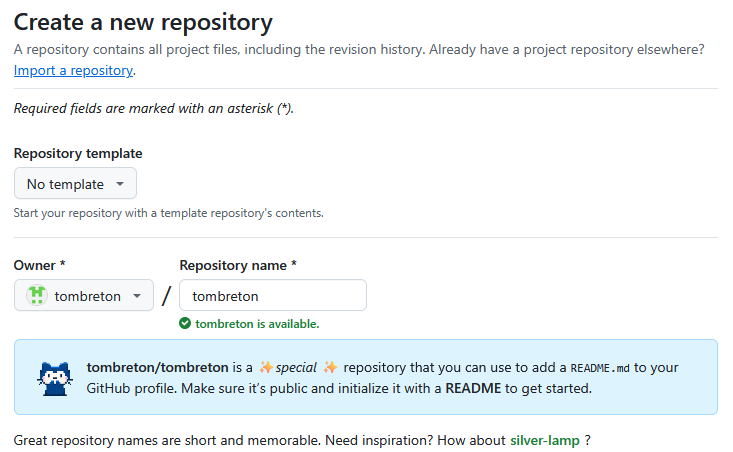 Create a new repository
A repository contains all project files, including the revision history. Already have a project repository elsewhere?
Import a repository.
Required fields are marked with an asterisk (*).
Repository template
No template
Start your repository with a template repository's contents.
Owner * Repository name *
tombreton / tombreton
tombreton is available.
tombreton/tombreton is a ✨special ✨ repository that you can use to add a README.md to your
GitHub profile. Make sure it’s public and initialize it with a README to get started.
Great repository names are short and memorable. Need inspiration? How about silver-lamp ?